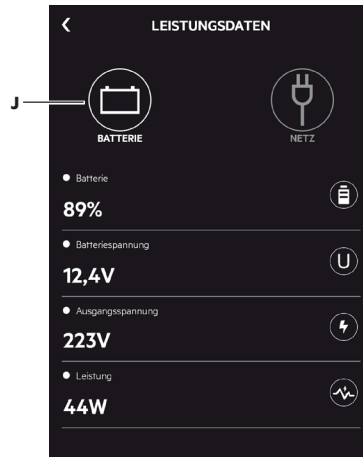 LEISTUNGSDATEN
J
BATTERIE
NETZ
Batterie
89%
Batteriespannung
12,4V
U
Ausgangsspannung
223V
Leistung
44W